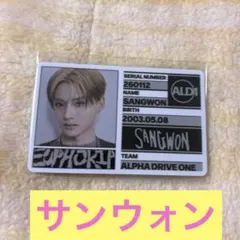 SERIAL NUMBER
260112
NAME
SANGWON
BIRTH
2003.05.08
ALD1
SANGWON
TEAM
ALPHA DRIVE ONE
EUPHORIA
サンウォン